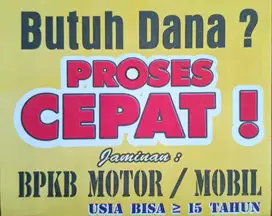 Butuh Dana ?
PROSES
CEPAT !
Jaminan :
BPKB MOTOR / MOBIL
USIA BISA ≥ 15 TAHUN